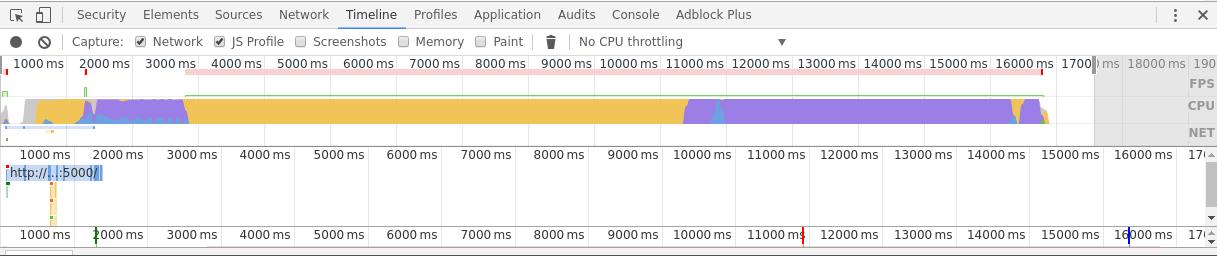 Security Elements Sources Network Timeline Profiles Application Audits Console Adblock Plus
Capture: Network JS Profile Screenshots Memory Paint No CPU throttling
1000 ms 2000 ms 3000 ms 4000 ms 5000 ms 6000 ms 7000 ms 8000 ms 9000 ms 10000 ms 11000 ms 12000 ms 13000 ms 14000 ms 15000 ms 16000 ms 1700 ms 18000 ms 190
FPS
CPU
NET
1000 ms 2000 ms 3000 ms 4000 ms 5000 ms 6000 ms 7000 ms 8000 ms 9000 ms 10000 ms 11000 ms 12000 ms 13000 ms 14000 ms 15000 ms 16000 ms 17
http://...:5000/
1000 ms 2000 ms 3000 ms 4000 ms 5000 ms 6000 ms 7000 ms 8000 ms 9000 ms 10000 ms 11000 ms 12000 ms 13000 ms 14000 ms 15000 ms 16000 ms 17